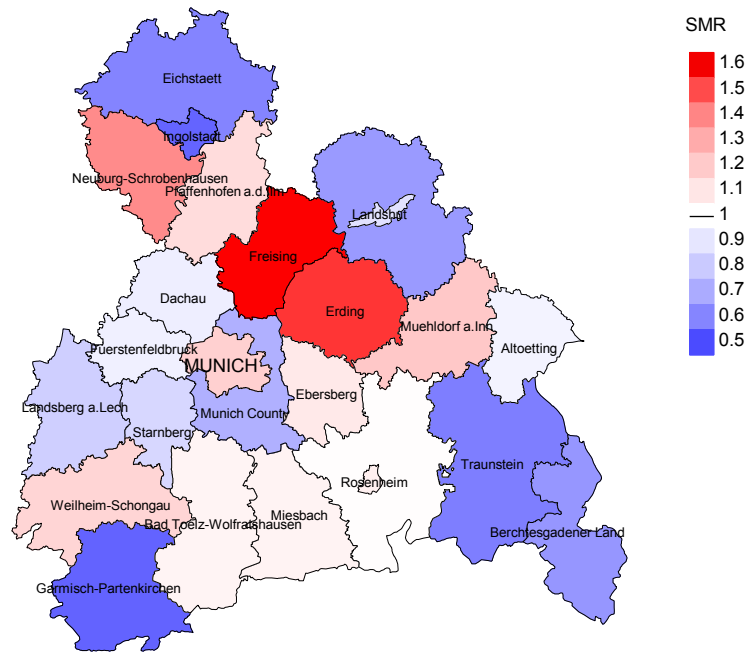 SMR
1.6
1.5
1.4
1.3
1.2
1.1
1
0.9
0.8
0.7
0.6
0.5
Eichstaett
Ingolstadt
Neuburg-Schrobenhausen
Pfaffenhofen a.d.Ilm
Landshut
Freising
Dachau
Erding
Muehldorf a.Inn
Altoetting
Fuerstenfeldbruck
MUNICH
Ebersberg
Landsberg a.Lech
Munich County
Starnberg
Traunstein
Rosenheim
Weilheim-Schongau
Miesbach
Bad Toelz-Wolfratshausen
Berchtesgadener Land
Garmisch-Partenkirchen